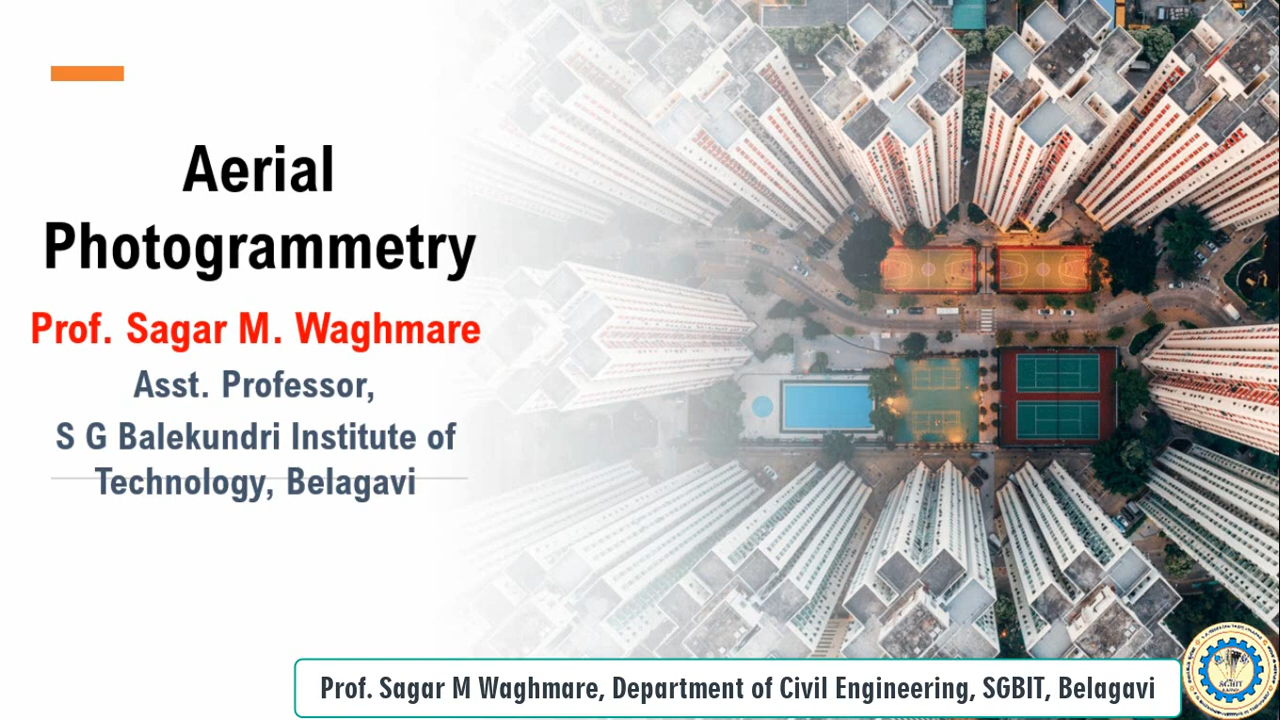 Aerial
Photogrammetry
Prof. Sagar M. Waghmare
Asst. Professor,
S G Balekundri Institute of
Technology, Belagavi
Prof. Sagar M Waghmare, Department of Civil Engineering, SGBIT, Belagavi
SGBIT